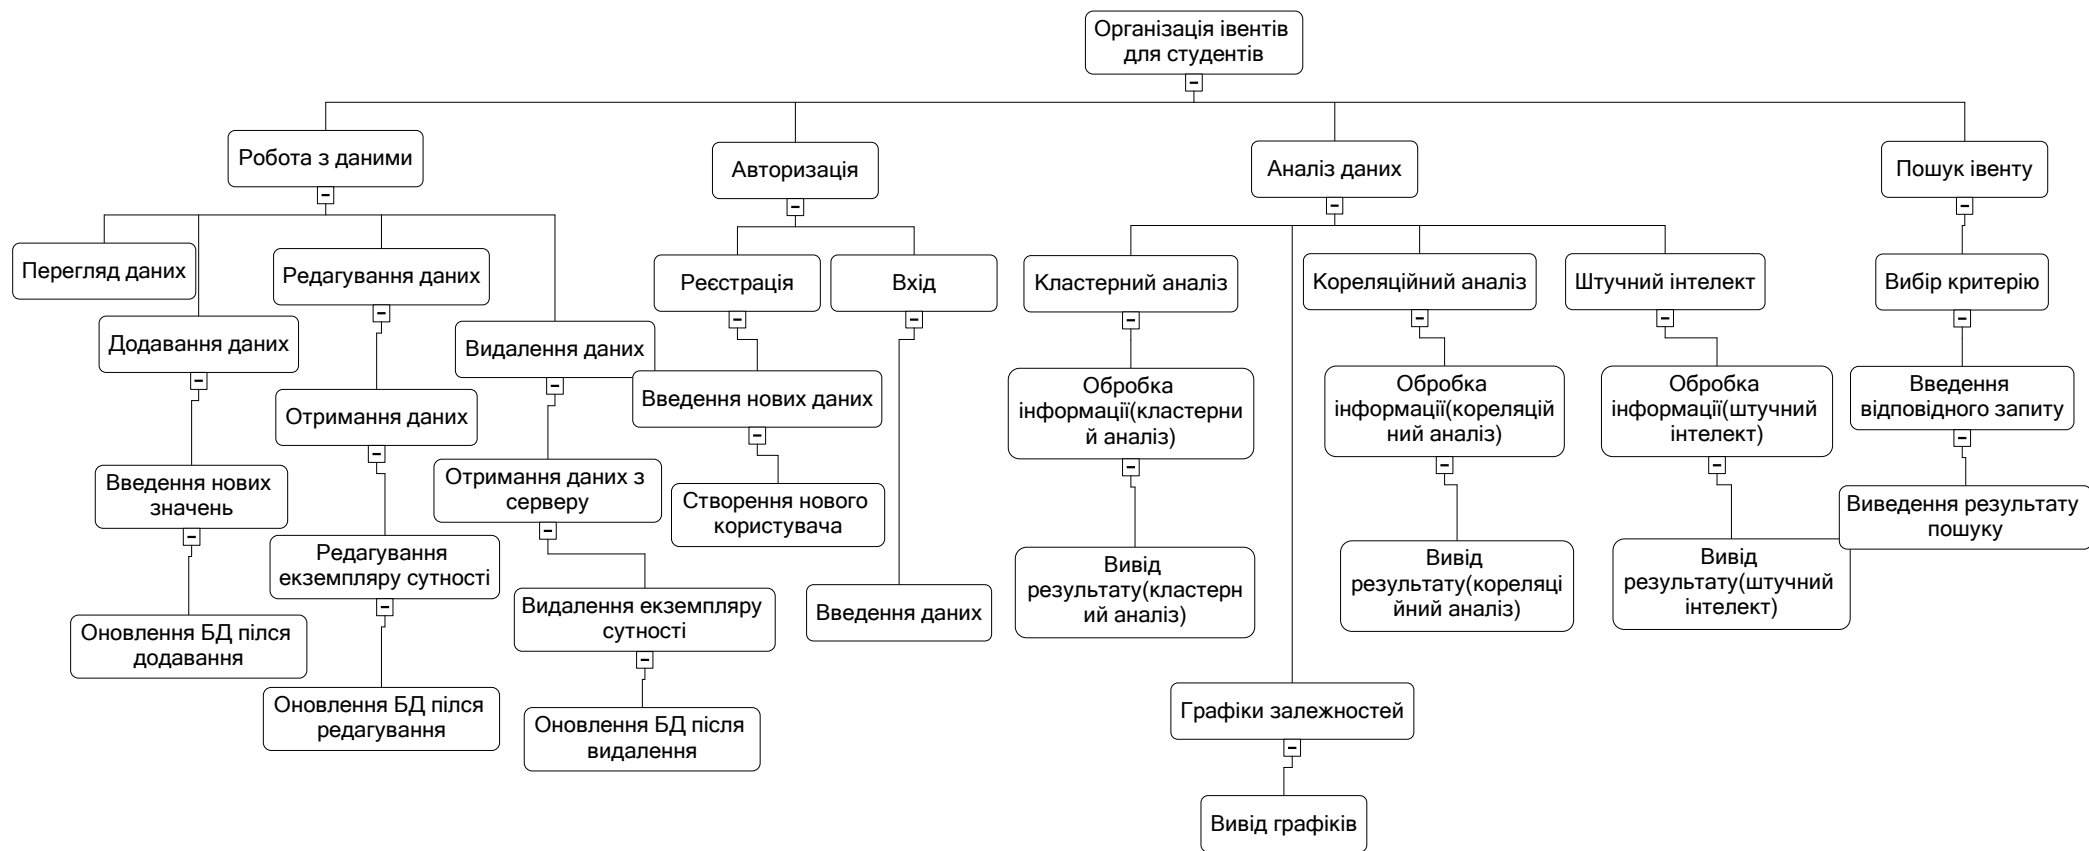 Організація івентів
для студентів
Робота з даними
Авторизація
Аналіз даних
Пошук івенту
Перегляд даних
Редагування даних
Реєстрація
Вхід
Кластерний аналіз
Кореляційний аналіз
Штучний інтелект
Вибір критерію
Додавання даних
Видалення даних
Отримання даних
Введення нових даних
Обробка
інформації(кластерни
й аналіз)
Обробка
інформації(кореляцій
ний аналіз)
Обробка
інформації(штучний
інтелект)
Введення
відповідного запиту
Введення нових
значень
Отримання даних з
серверу
Створення нового
користувача
Виведення результату
пошуку
Редагування
екземпляру сутності
Вивід
результату(кластерн
ий аналіз)
Вивід
результату(кореляці
йний аналіз)
Вивід
результату(штучний
інтелект)
Видалення екземпляру
сутності
Введення даних
Оновлення БД пілся
додавання
Оновлення БД пілся
редагування
Оновлення БД після
видалення
Графіки залежностей
Вивід графіків